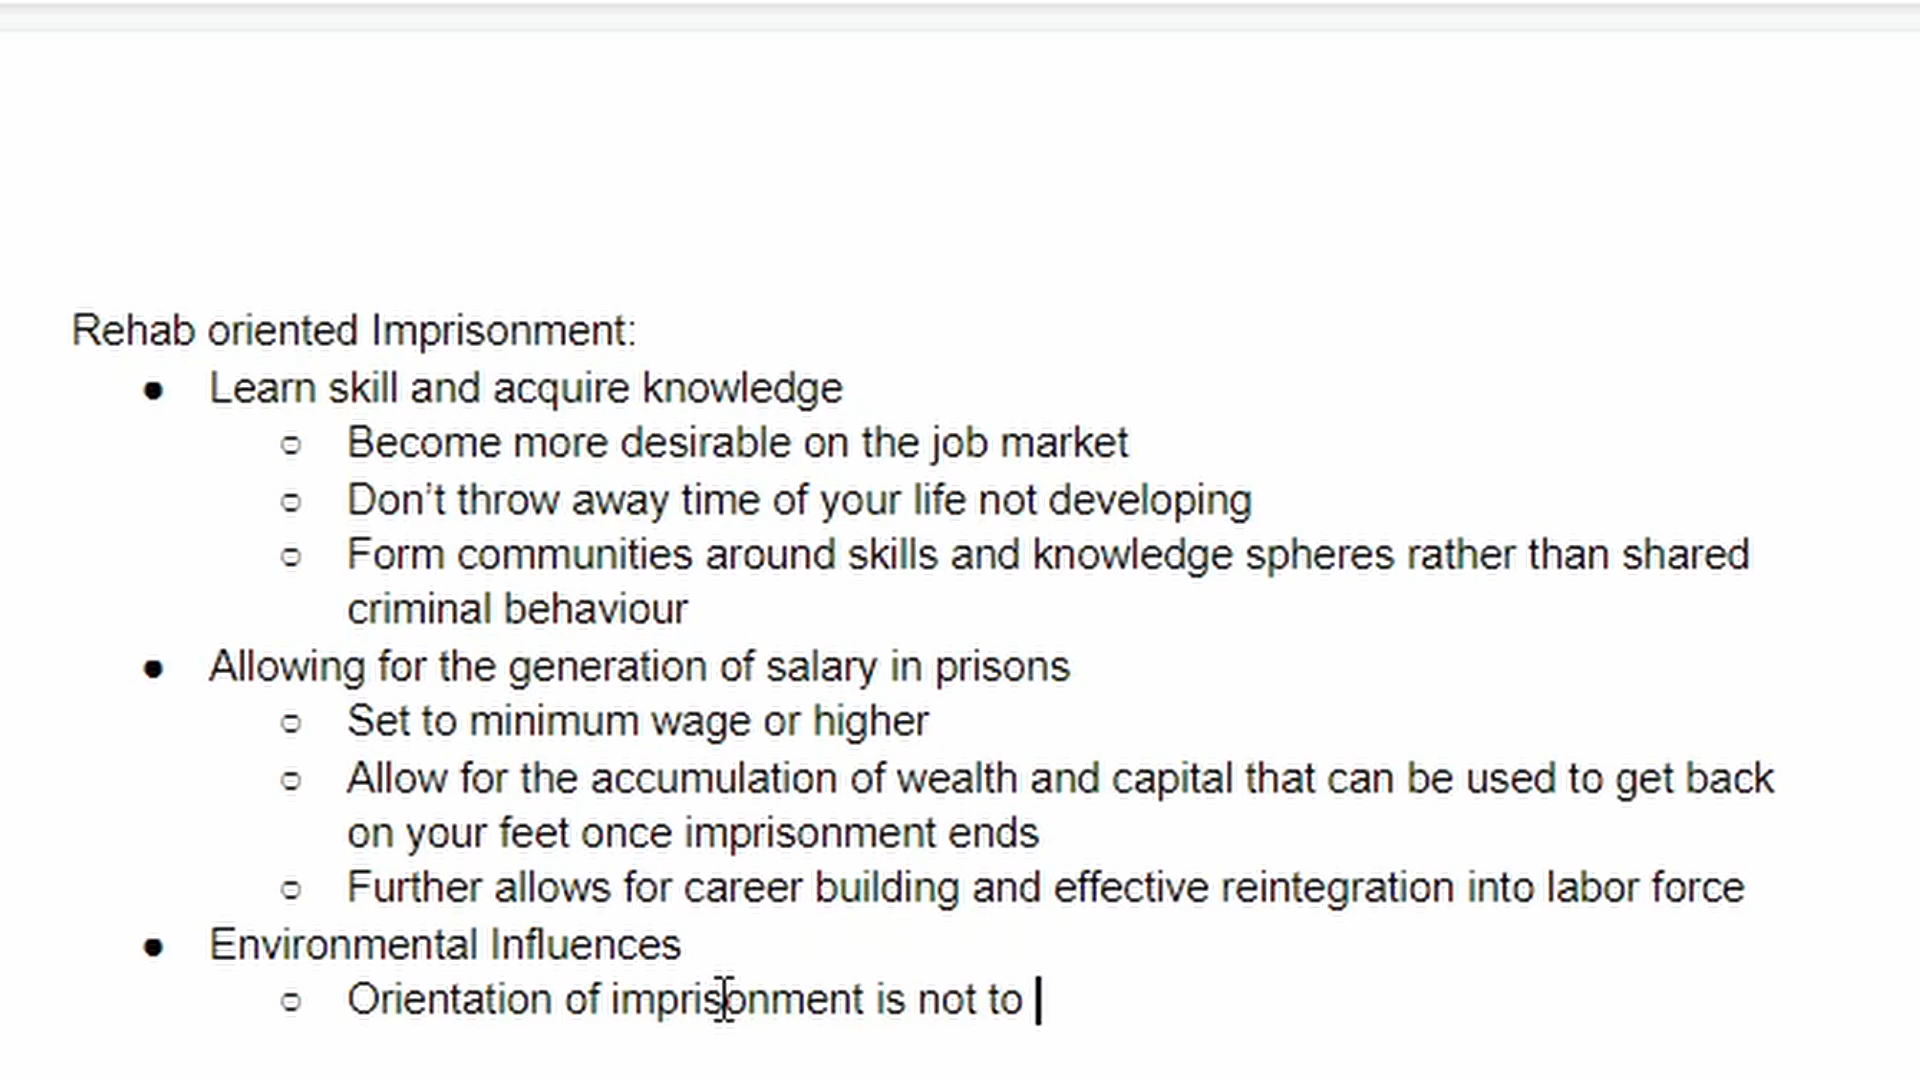 Rehab oriented Imprisonment:
● Learn skill and acquire knowledge
○ Become more desirable on the job market
○ Don't throw away time of your life not developing
○ Form communities around skills and knowledge spheres rather than shared
criminal behaviour
● Allowing for the generation of salary in prisons
○ Set to minimum wage or higher
○ Allow for the accumulation of wealth and capital that can be used to get back
on your feet once imprisonment ends
○ Further allows for career building and effective reintegration into labor force
● Environmental Influences
○ Orientation of imprisonment is not to